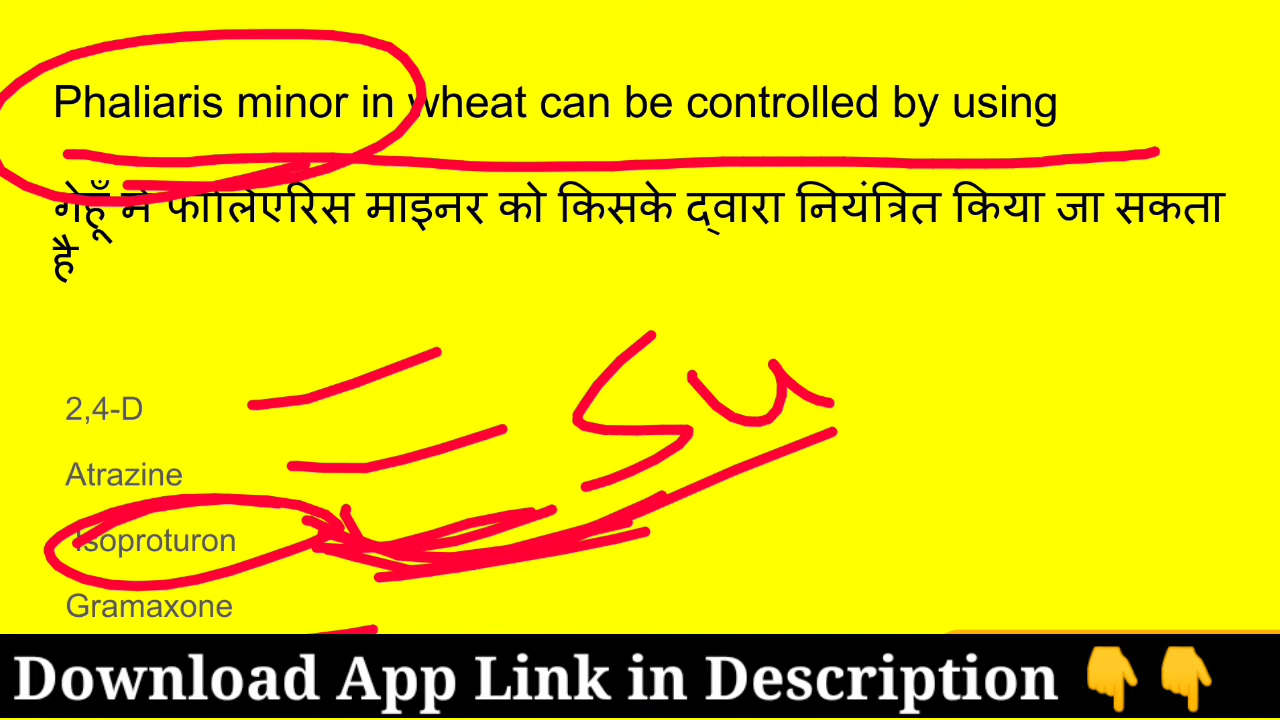 Phaliaris minor in wheat can be controlled by using
गेहूँ में फालिएरिस माइनर को किसके द्वारा नियंत्रित किया जा सकता
है
2,4-D
Su
Atrazine
Isoproturon
Gramaxone
Download App Link in Description 👇👇